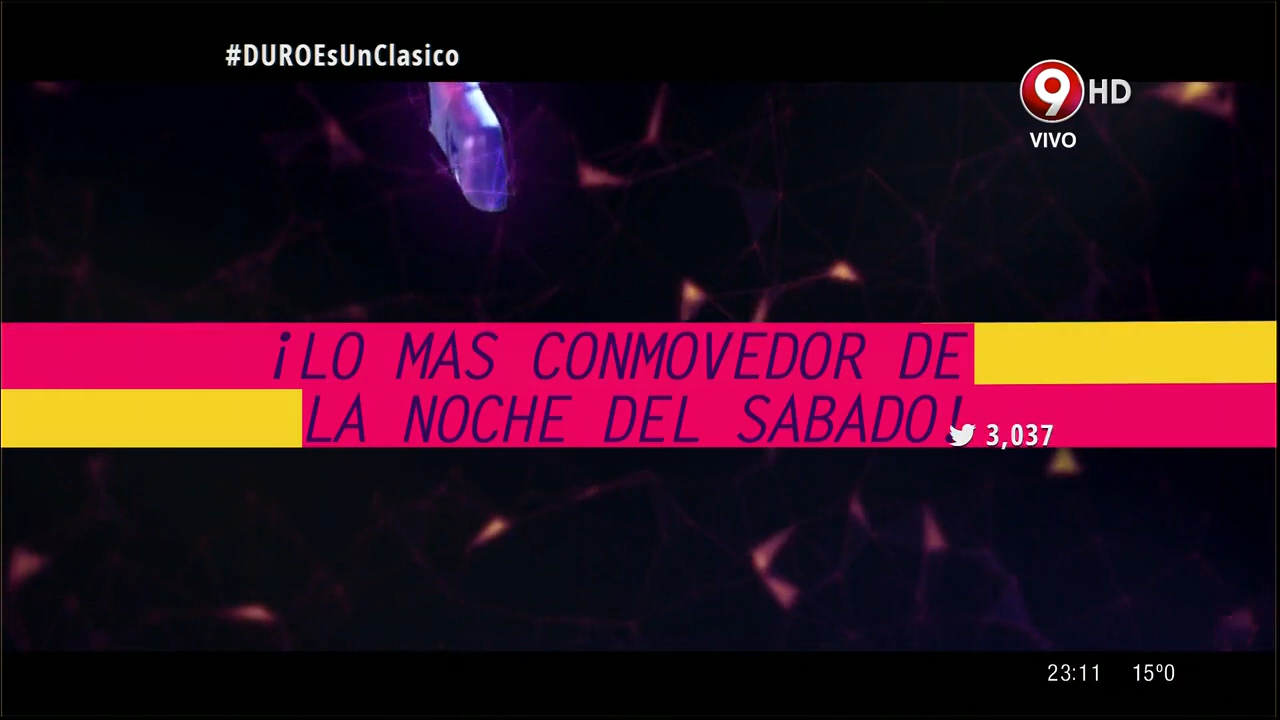 #DUROEsUnClasico
9 HD
VIVO
¡LO MAS CONMOVEDOR DE
LA NOCHE DEL SABADO!
3,037
23:11 15º0